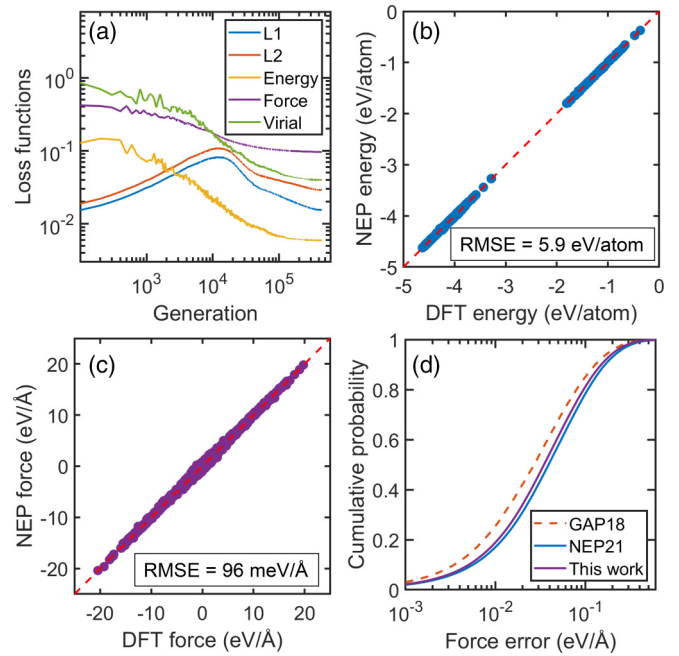 (a)
L1
L2
Energy
Force
Virial
Loss functions
10^0
10^-1
10^-2
10^3
10^4
10^5
Generation
(b)
NEP energy (eV/atom)
0
-1
-2
-3
-4
-5
RMSE = 5.9 eV/atom
-5 -4 -3 -2 -1 0
DFT energy (eV/atom)
(c)
NEP force (eV/Å)
20
10
0
-10
-20
RMSE = 96 meV/Å
-20 -10 0 10 20
DFT force (eV/Å)
(d)
Cumulative probability
1
0.8
0.6
0.4
0.2
0
GAP18
NEP21
This work
10^-3 10^-2 10^-1
Force error (eV/Å)